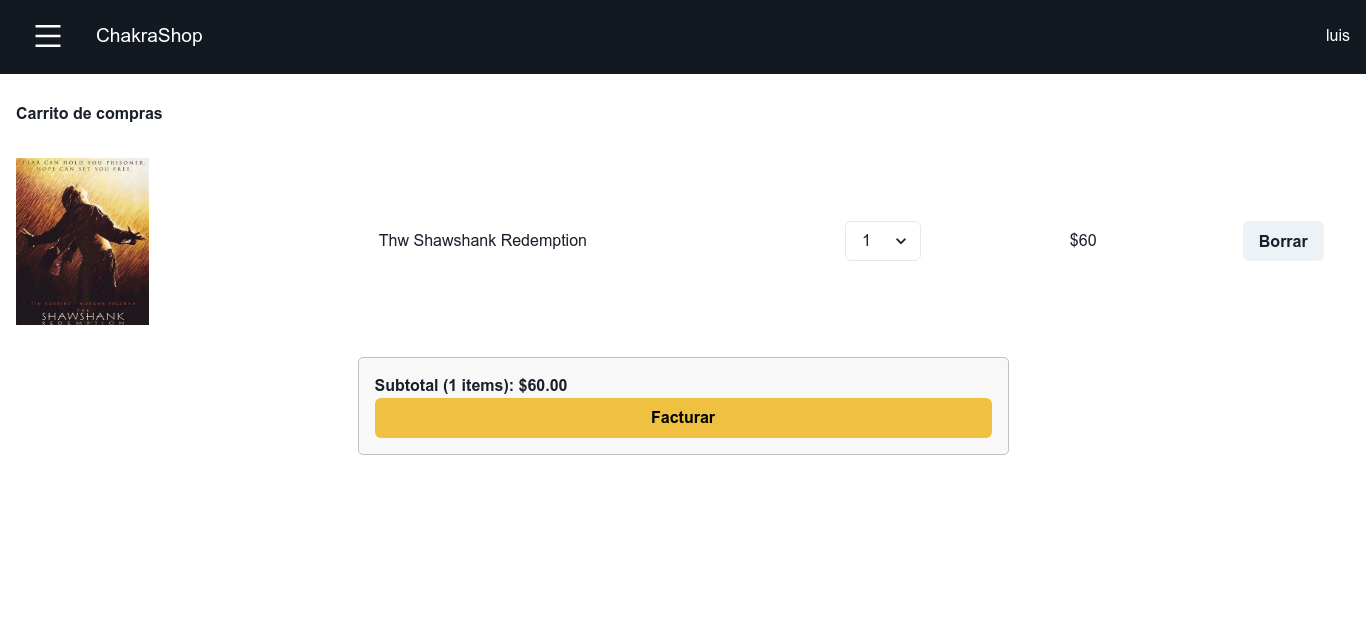 ChakraShop
luis
Carrito de compras
FEAR CAN HOLD YOU PRISONER.
HOPE CAN SET YOU FREE.
TIM ROBBINS MORGAN FREEMAN
THE
SHAWSHANK
REDEMPTION
Thw Shawshank Redemption
1
$60
Borrar
Subtotal (1 items): $60.00
Facturar